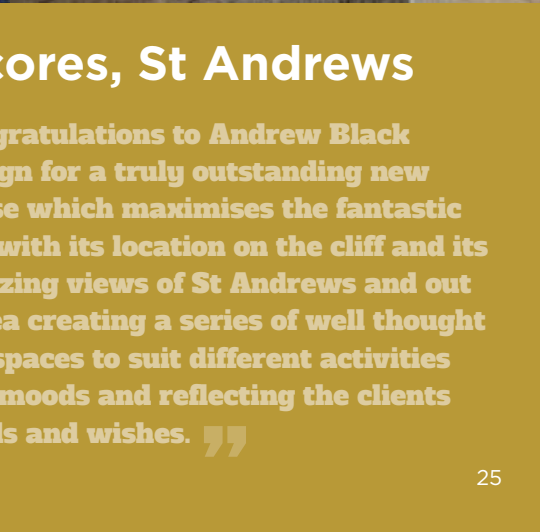 cores, St Andrews
gratulations to Andrew Black
gn for a truly outstanding new
se which maximises the fantastic
with its location on the cliff and its
zing views of St Andrews and out
ea creating a series of well thought
spaces to suit different activities
moods and reflecting the clients
ls and wishes. ”
25